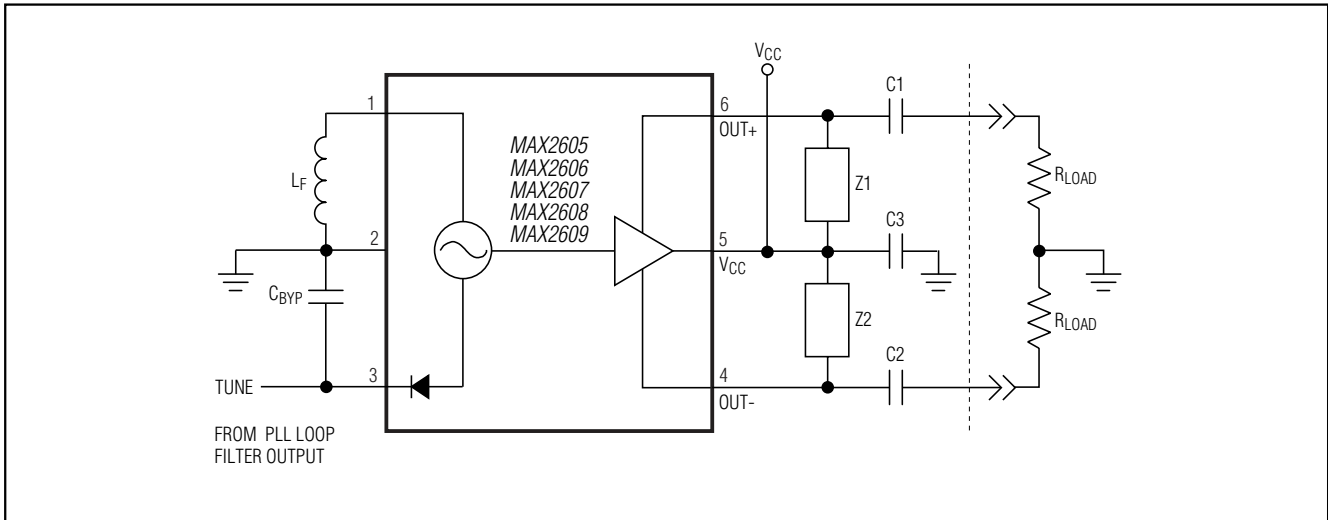 VCC
C1
1
6
OUT+
MAX2605
MAX2606
MAX2607
MAX2608
MAX2609
LF
Z1
RLOAD
C3
2
5
VCC
CBYP
Z2
RLOAD
C2
TUNE
3
4
OUT-
FROM PLL LOOP
FILTER OUTPUT